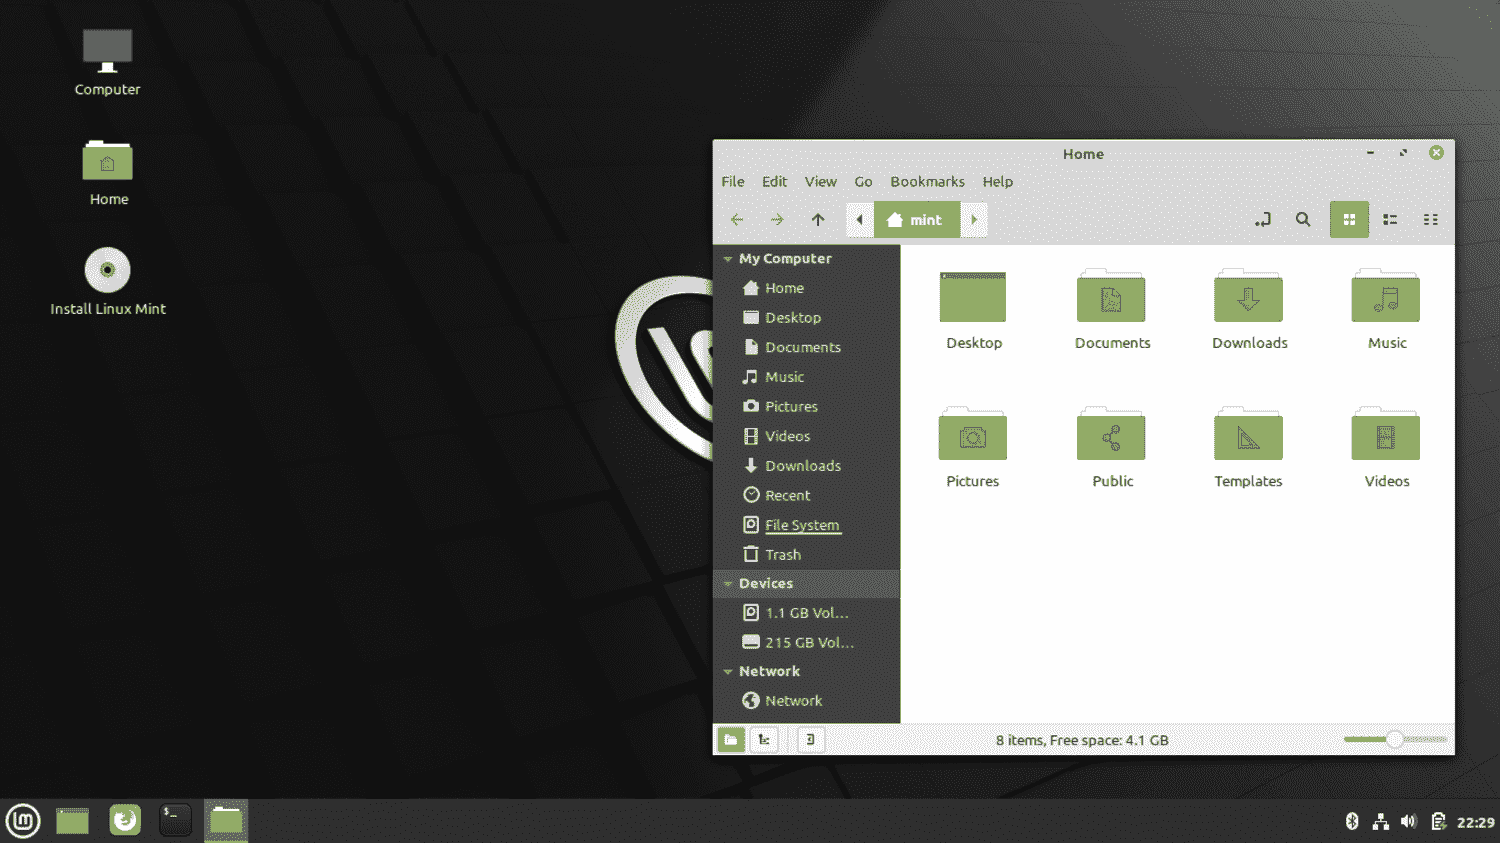 Computer
Home
Install Linux Mint
Home
File Edit View Go Bookmarks Help
mint
My Computer
Home
Desktop
Documents
Music
Pictures
Videos
Downloads
Recent
File System
Trash
Devices
1.1 GB Vol...
215 GB Vol...
Network
Network
Desktop Documents Downloads Music
Pictures Public Templates Videos
8 items, Free space: 4.1 GB
$_
22:29